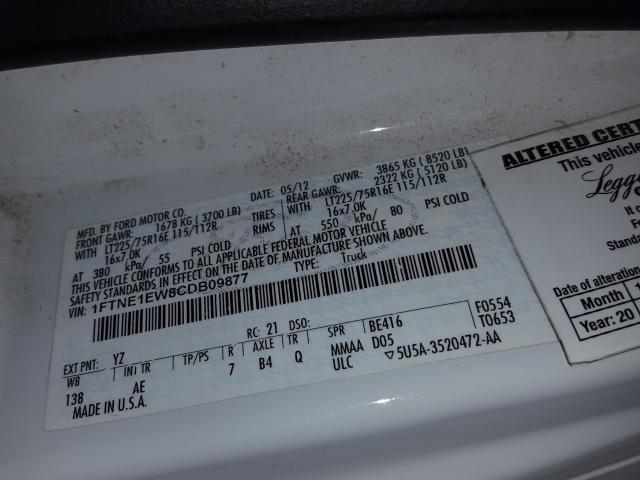 MFD. BY FORD MOTOR CO.
DATE: 05/12 GVWR: 3865 KG ( 8520 LB)
FRONT GAWR: 1678 KG ( 3700 LB)
REAR GAWR: 2322 KG ( 5120 LB)
WITH LT225/75R16E 115/112R TIRES
WITH LT225/75R16E 115/112R
16x7.0K RIMS
16x7.0K
AT 380 kPa/ 55 PSI COLD
AT 550 kPa/ 80 PSI COLD
THIS VEHICLE CONFORMS TO ALL APPLICABLE FEDERAL MOTOR VEHICLE
SAFETY STANDARDS IN EFFECT ON THE DATE OF MANUFACTURE SHOWN ABOVE.
VIN: 1FTNE1EW8CDB09877
TYPE: Truck
F0554
T0653
EXT PNT: YZ RC: 21 DSO:
WB INT TR TP/PS R AXLE TR SPR BE416
138 AE 7 B4 Q MMAA D05
ULC ▽5U5A-3520472-AA
MADE IN U.S.A.
ALTERED CERT
This vehicle
Legge
It c
Standa
Date of alteration
Month 1
Year: 20